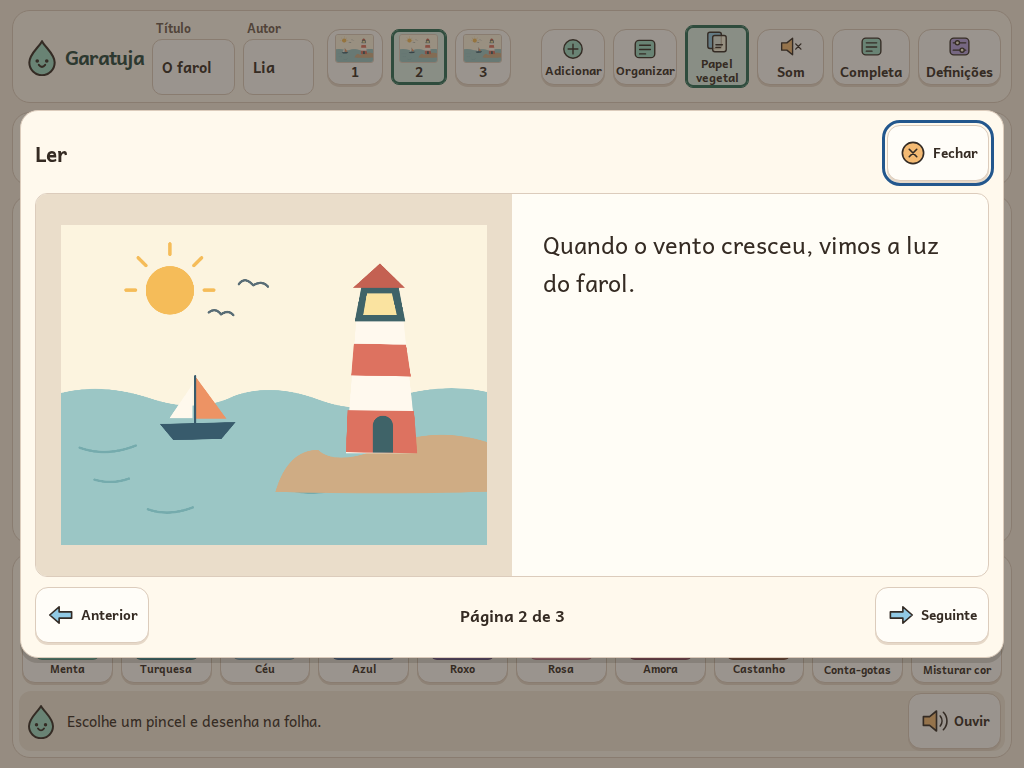 Título
Autor
Garatuja
O farol
Lia
1
2
3
Adicionar
Organizar
Papel
vegetal
Som
Completa
Definições
Ler
Fechar
Quando o vento cresceu, vimos a luz
do farol.
Anterior
Página 2 de 3
Seguinte
Menta
Turquesa
Céu
Azul
Roxo
Rosa
Amora
Castanho
Conta-gotas
Misturar cor
Escolhe um pincel e desenha na folha.
Ouvir